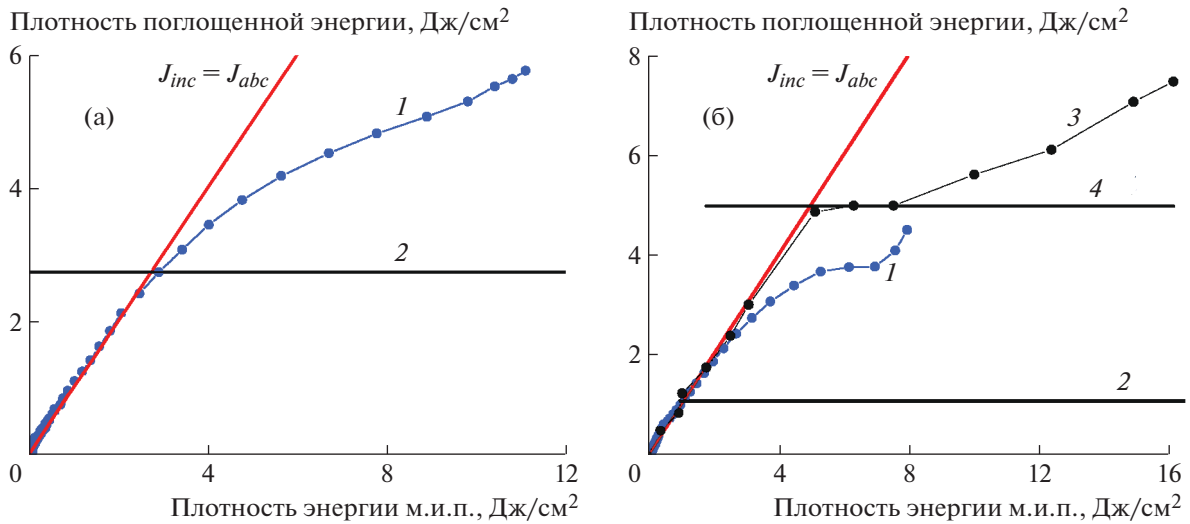 Плотность поглощенной энергии, Дж/см²
6
J_inc = J_abc
(а)
1
4
2
2
0
4
8
12
Плотность энергии м.и.п., Дж/см²
Плотность поглощенной энергии, Дж/см²
8
J_inc = J_abc
(б)
3
6
4
4
1
2
2
0
4
8
12
16
Плотность энергии м.и.п., Дж/см²